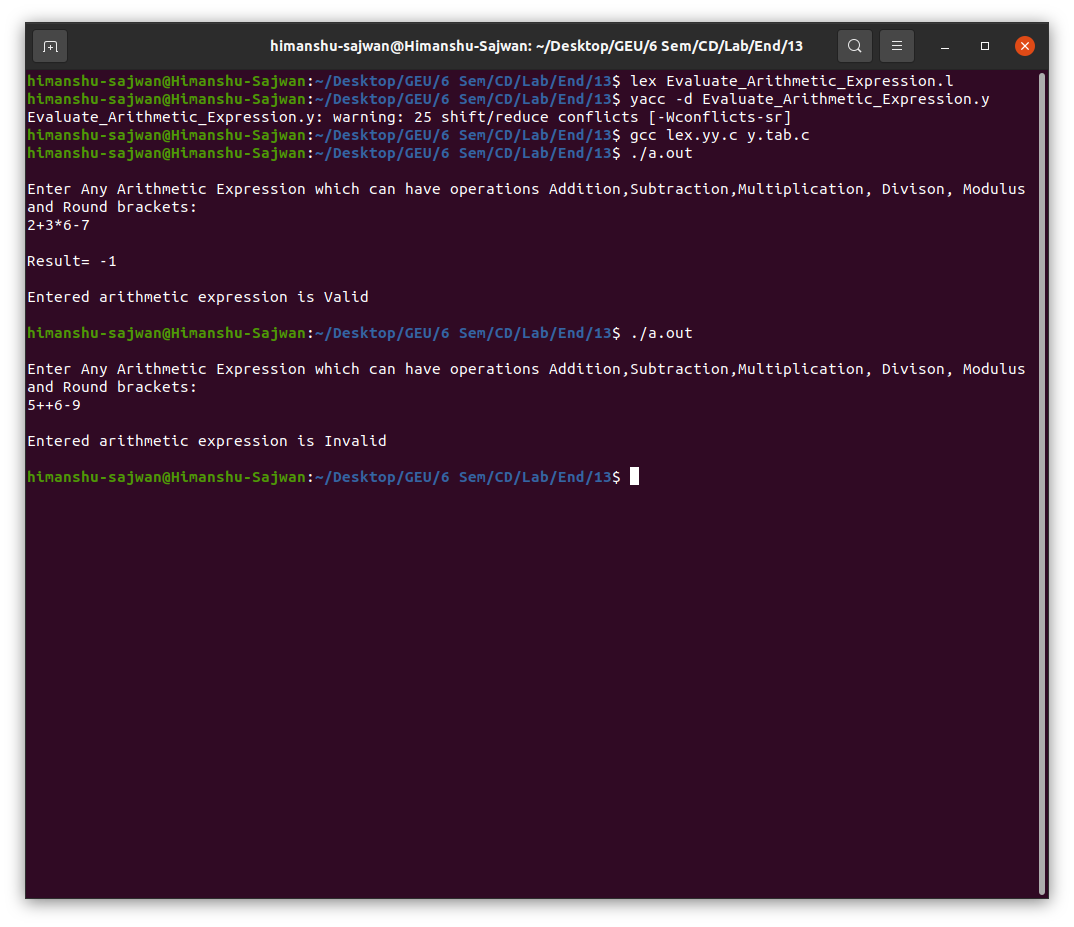 himanshu-sajwan@Himanshu-Sajwan: ~/Desktop/GEU/6 Sem/CD/Lab/End/13
himanshu-sajwan@Himanshu-Sajwan:~/Desktop/GEU/6 Sem/CD/Lab/End/13$ lex Evaluate_Arithmetic_Expression.l
himanshu-sajwan@Himanshu-Sajwan:~/Desktop/GEU/6 Sem/CD/Lab/End/13$ yacc -d Evaluate_Arithmetic_Expression.y
Evaluate_Arithmetic_Expression.y: warning: 25 shift/reduce conflicts [-Wconflicts-sr]
himanshu-sajwan@Himanshu-Sajwan:~/Desktop/GEU/6 Sem/CD/Lab/End/13$ gcc lex.yy.c y.tab.c
himanshu-sajwan@Himanshu-Sajwan:~/Desktop/GEU/6 Sem/CD/Lab/End/13$ ./a.out
Enter Any Arithmetic Expression which can have operations Addition,Subtraction,Multiplication, Divison, Modulus
and Round brackets:
2+3*6-7
Result= -1
Entered arithmetic expression is Valid
himanshu-sajwan@Himanshu-Sajwan:~/Desktop/GEU/6 Sem/CD/Lab/End/13$ ./a.out
Enter Any Arithmetic Expression which can have operations Addition,Subtraction,Multiplication, Divison, Modulus
and Round brackets:
5++6-9
Entered arithmetic expression is Invalid
himanshu-sajwan@Himanshu-Sajwan:~/Desktop/GEU/6 Sem/CD/Lab/End/13$